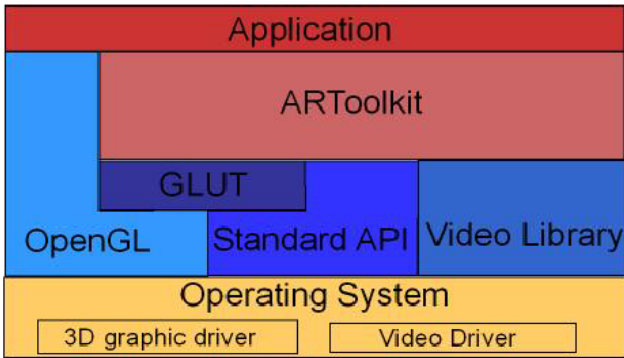 Application
ARToolkit
GLUT
OpenGL
Standard API
Video Library
Operating System
3D graphic driver
Video Driver